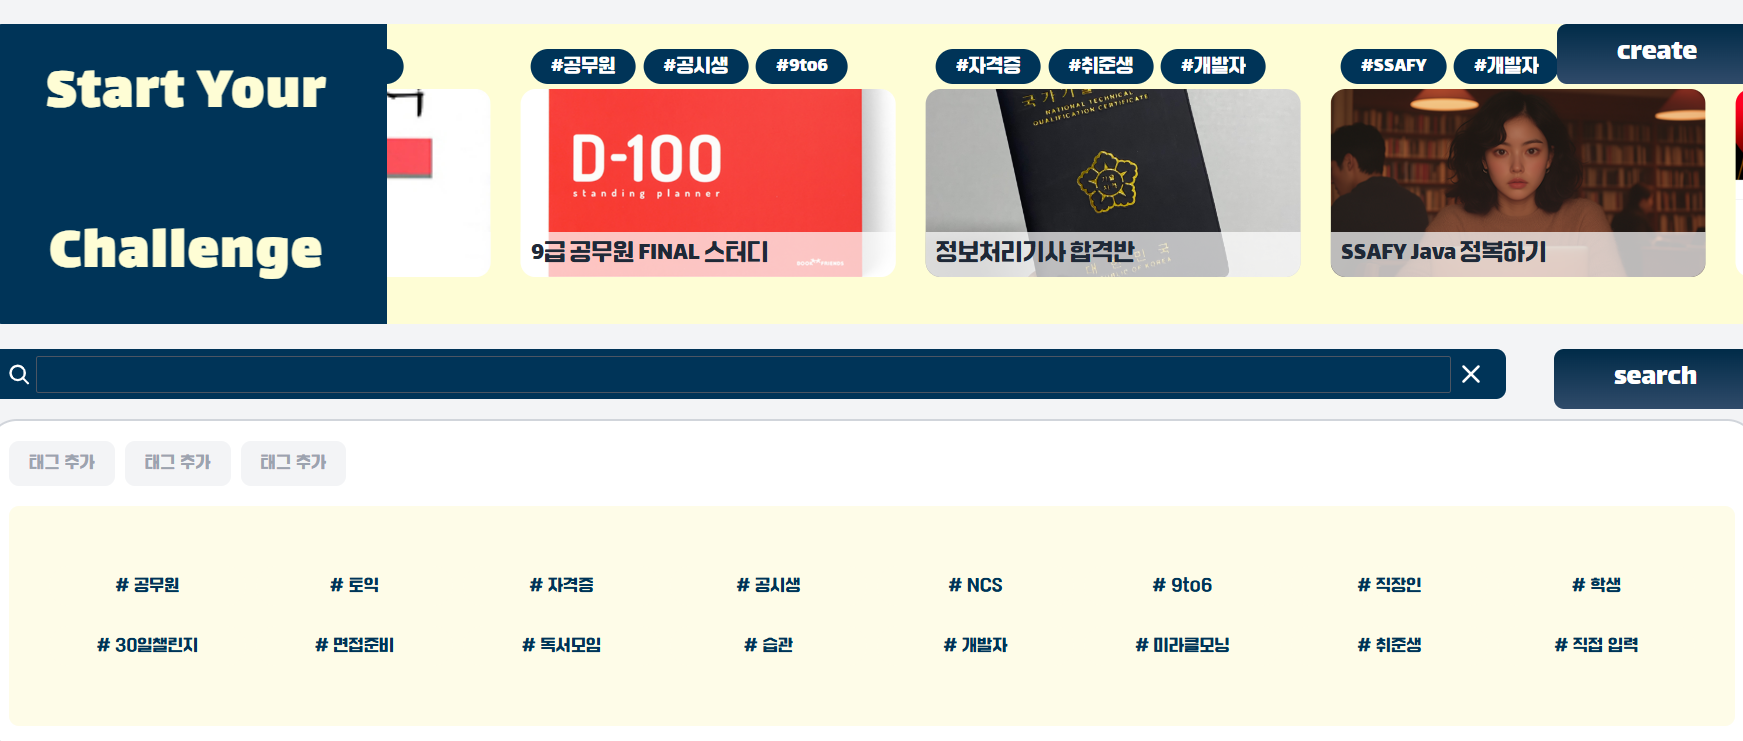 Start Your
Challenge
#공무원 #공시생 #9to6
D-100
standing planner
9급 공무원 FINAL 스터디
#자격증 #취준생 #개발자
국가기술
NATIONAL TECHNICAL
QUALIFICATION CERTIFICATE
정보처리기사 합격반
#SSAFY #개발자
SSAFY Java 정복하기
create
search
태그 추가 태그 추가 태그 추가
# 공무원 # 토익 # 자격증 # 공시생 # NCS # 9to6 # 직장인 # 학생
# 30일챌린지 # 면접준비 # 독서모임 # 습관 # 개발자 # 미라클모닝 # 취준생 # 직접 입력